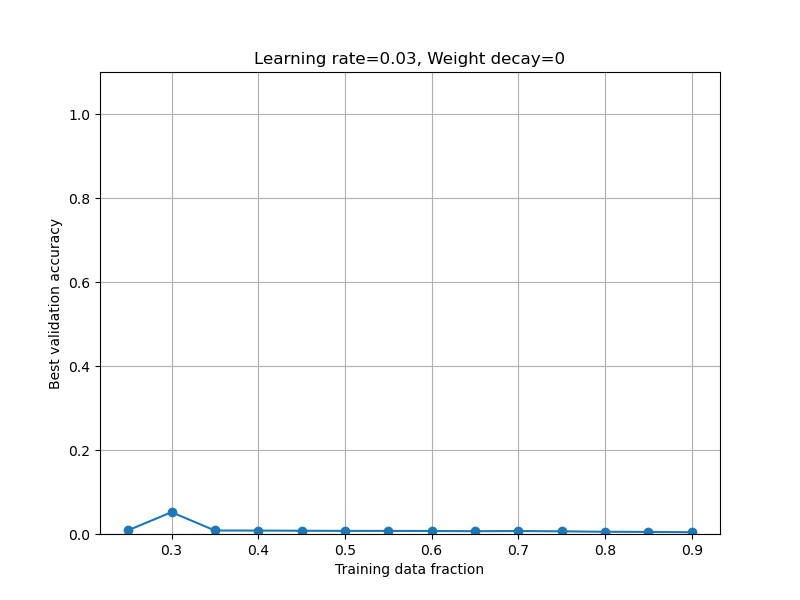 Learning rate=0.03, Weight decay=0
1.0
0.8
0.6
0.4
0.2
0.0
Best validation accuracy
0.3 0.4 0.5 0.6 0.7 0.8 0.9
Training data fraction